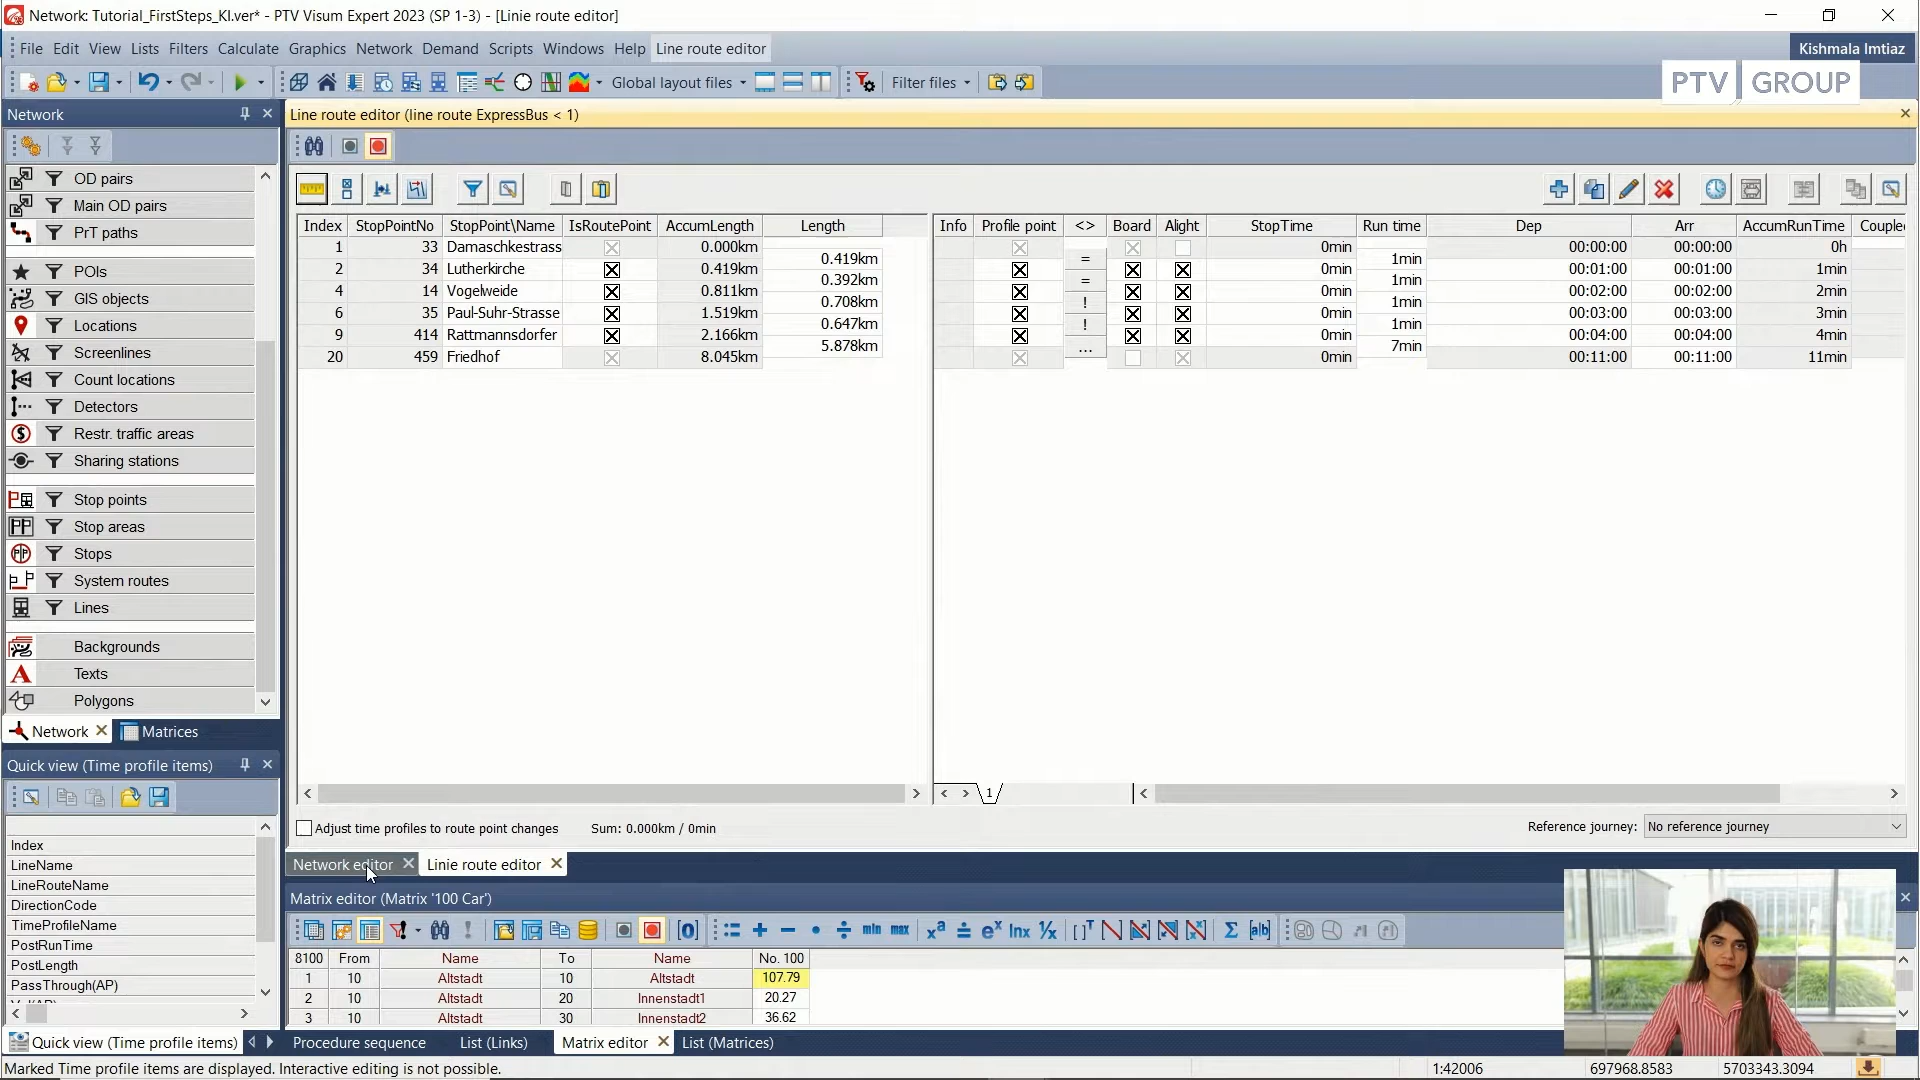 Network: Tutorial_FirstSteps_KI.ver* - PTV Visum Expert 2023 (SP 1-3) - [Linie route editor]
File Edit View Lists Filters Calculate Graphics Network Demand Scripts Windows Help Line route editor Kishmala Imtiaz
Global layout files Filter files
PTV GROUP
Network
Line route editor (line route ExpressBus < 1)
OD pairs
Main OD pairs
PrT paths
POIs
GIS objects
Locations
Screenlines
Count locations
Detectors
Restr. traffic areas
Sharing stations
Stop points
Stop areas
Stops
System routes
Lines
Backgrounds
Texts
Polygons
Network Matrices
Index StopPointNo StopPoint\Name IsRoutePoint AccumLength Length
1 33 Damaschkestrass 0.000km
0.419km
2 34 Lutherkirche 0.419km
0.392km
4 14 Vogelweide 0.811km
0.708km
6 35 Paul-Suhr-Strasse 1.519km
0.647km
9 414 Rattmannsdorfer 2.166km
5.878km
20 459 Friedhof 8.045km
Info Profile point <> Board Alight StopTime Run time Dep Arr AccumRunTime Couple
0min 00:00:00 00:00:00 0h
= 1min
0min 00:01:00 00:01:00 1min
= 1min
0min 00:02:00 00:02:00 2min
! 1min
0min 00:03:00 00:03:00 3min
! 1min
0min 00:04:00 00:04:00 4min
... 7min
0min 00:11:00 00:11:00 11min
1
Adjust time profiles to route point changes Sum: 0.000km / 0min Reference journey: No reference journey
Network editor Linie route editor
Quick view (Time profile items)
Index
LineName
LineRouteName
DirectionCode
TimeProfileName
PostRunTime
PostLength
PassThrough(AP)
Quick view (Time profile items)
Matrix editor (Matrix '100 Car')
min max
8100 From Name To Name No. 100
1 10 Altstadt 10 Altstadt 107.79
2 10 Altstadt 20 Innenstadt1 20.27
3 10 Altstadt 30 Innenstadt2 36.62
Procedure sequence List (Links) Matrix editor List (Matrices)
Marked Time profile items are displayed. Interactive editing is not possible. 1:42006 697968.8583 5703343.3094